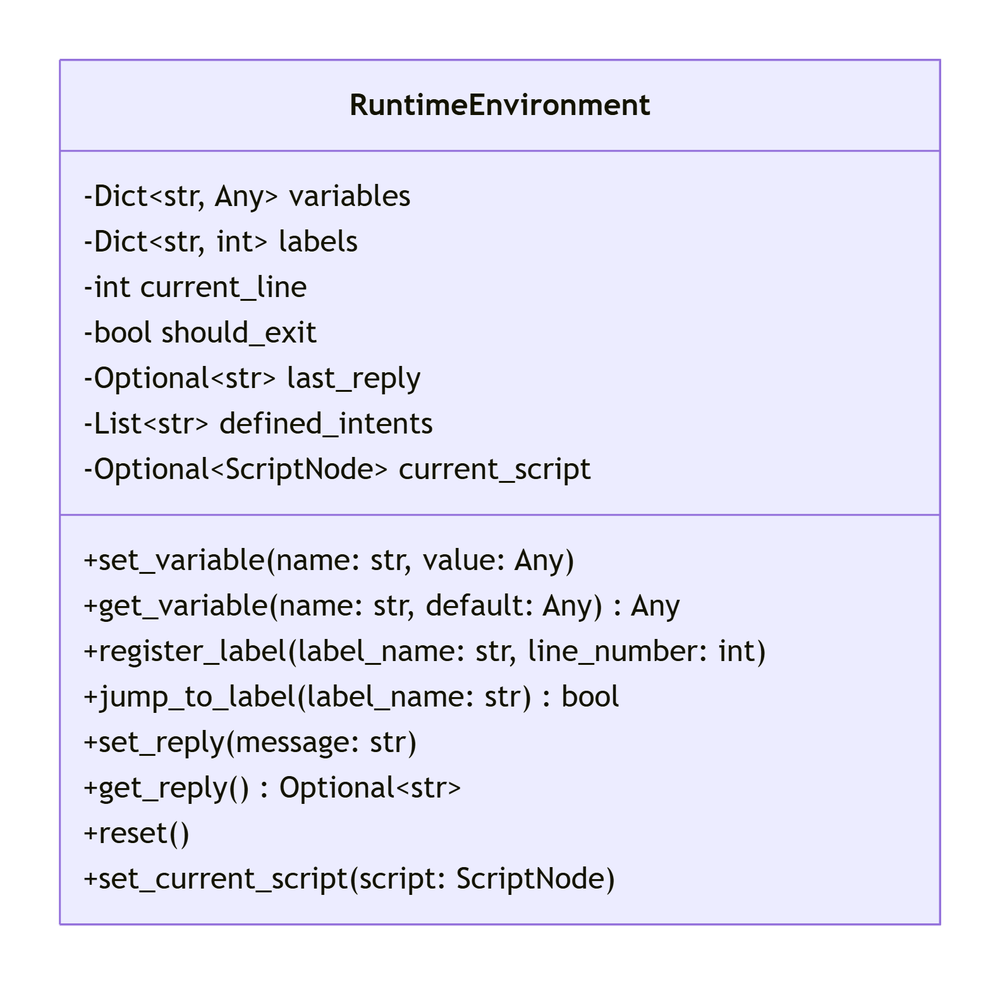 RuntimeEnvironment
-Dict<str, Any> variables
-Dict<str, int> labels
-int current_line
-bool should_exit
-Optional<str> last_reply
-List<str> defined_intents
-Optional<ScriptNode> current_script
+set_variable(name: str, value: Any)
+get_variable(name: str, default: Any) : Any
+register_label(label_name: str, line_number: int)
+jump_to_label(label_name: str) : bool
+set_reply(message: str)
+get_reply() : Optional<str>
+reset()
+set_current_script(script: ScriptNode)